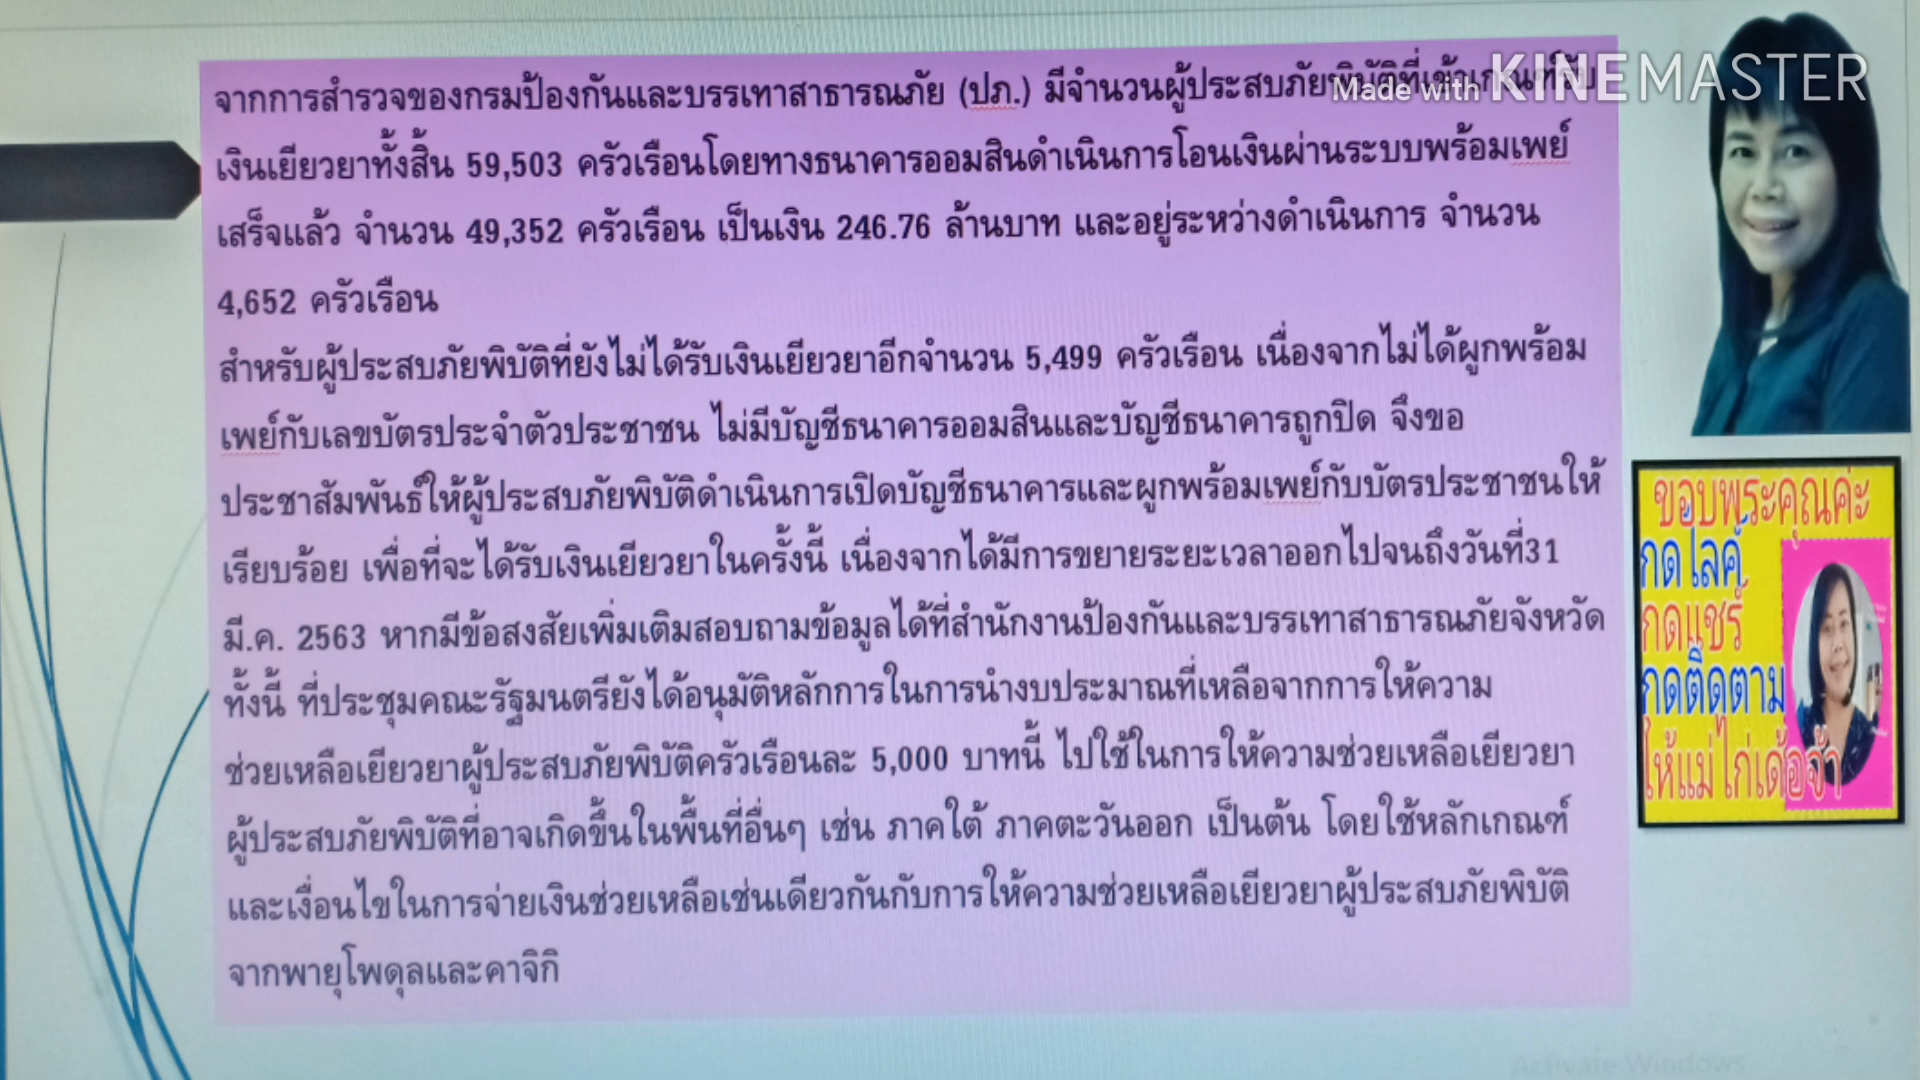 จากการสำรวจของกรมป้องกันและบรรเทาสาธารณภัย (ปภ.) มีจำนวนผู้ประสบภัยพิบัติที่เข้าเกณฑ์รับ
Made with KINEMASTER
เงินเยียวยาทั้งสิ้น 59,503 ครัวเรือนโดยทางธนาคารออมสินดำเนินการโอนเงินผ่านระบบพร้อมเพย์
เสร็จแล้ว จำนวน 49,352 ครัวเรือน เป็นเงิน 246.76 ล้านบาท และอยู่ระหว่างดำเนินการ จำนวน
4,652 ครัวเรือน
สำหรับผู้ประสบภัยพิบัติที่ยังไม่ได้รับเงินเยียวยาอีกจำนวน 5,499 ครัวเรือน เนื่องจากไม่ได้ผูกพร้อม
เพย์กับเลขบัตรประจำตัวประชาชน ไม่มีบัญชีธนาคารออมสินและบัญชีธนาคารถูกปิด จึงขอ
ประชาสัมพันธ์ให้ผู้ประสบภัยพิบัติดำเนินการเปิดบัญชีธนาคารและผูกพร้อมเพย์กับบัตรประชาชนให้
เรียบร้อย เพื่อที่จะได้รับเงินเยียวยาในครั้งนี้ เนื่องจากได้มีการขยายระยะเวลาออกไปจนถึงวันที่31
มี.ค. 2563 หากมีข้อสงสัยเพิ่มเติมสอบถามข้อมูลได้ที่สำนักงานป้องกันและบรรเทาสาธารณภัยจังหวัด
ทั้งนี้ ที่ประชุมคณะรัฐมนตรียังได้อนุมัติหลักการในการนำงบประมาณที่เหลือจากการให้ความ
ช่วยเหลือเยียวยาผู้ประสบภัยพิบัติครัวเรือนละ 5,000 บาทนี้ ไปใช้ในการให้ความช่วยเหลือเยียวยา
ผู้ประสบภัยพิบัติที่อาจเกิดขึ้นในพื้นที่อื่นๆ เช่น ภาคใต้ ภาคตะวันออก เป็นต้น โดยใช้หลักเกณฑ์
และเงื่อนไขในการจ่ายเงินช่วยเหลือเช่นเดียวกันกับการให้ความช่วยเหลือเยียวยาผู้ประสบภัยพิบัติ
จากพายุโพดุลและคาจิกิ
ขอบพระคุณค่ะ
กดไลค์
กดแชร์
กดติดตาม
ให้แม่ไก่เด้อจ้า
Activate Windows